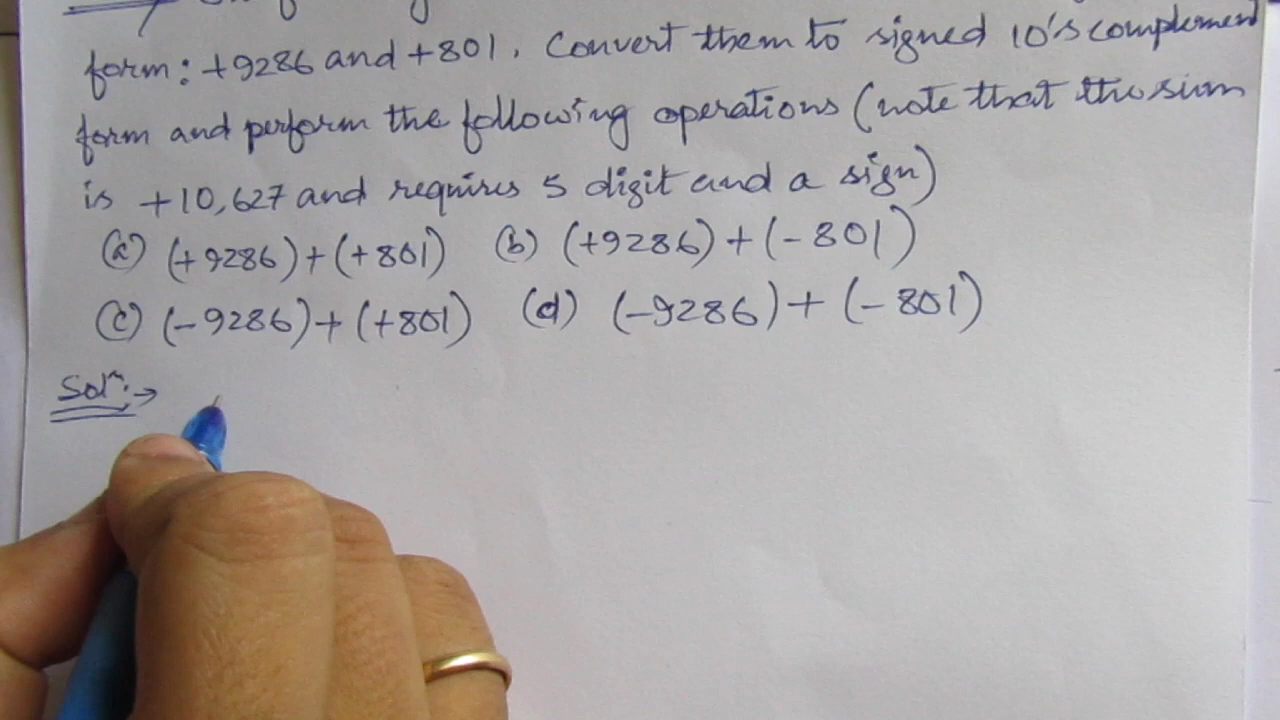 form: +9286 and +801. Convert them to signed 10's complement
form and perform the following operations (note that the sum
is +10,627 and requires 5 digit and a sign)
(a) (+9286)+(+801) (b) (+9286)+(-801)
(c) (-9286)+(+801) (d) (-9286)+(-801)
Solⁿ:→